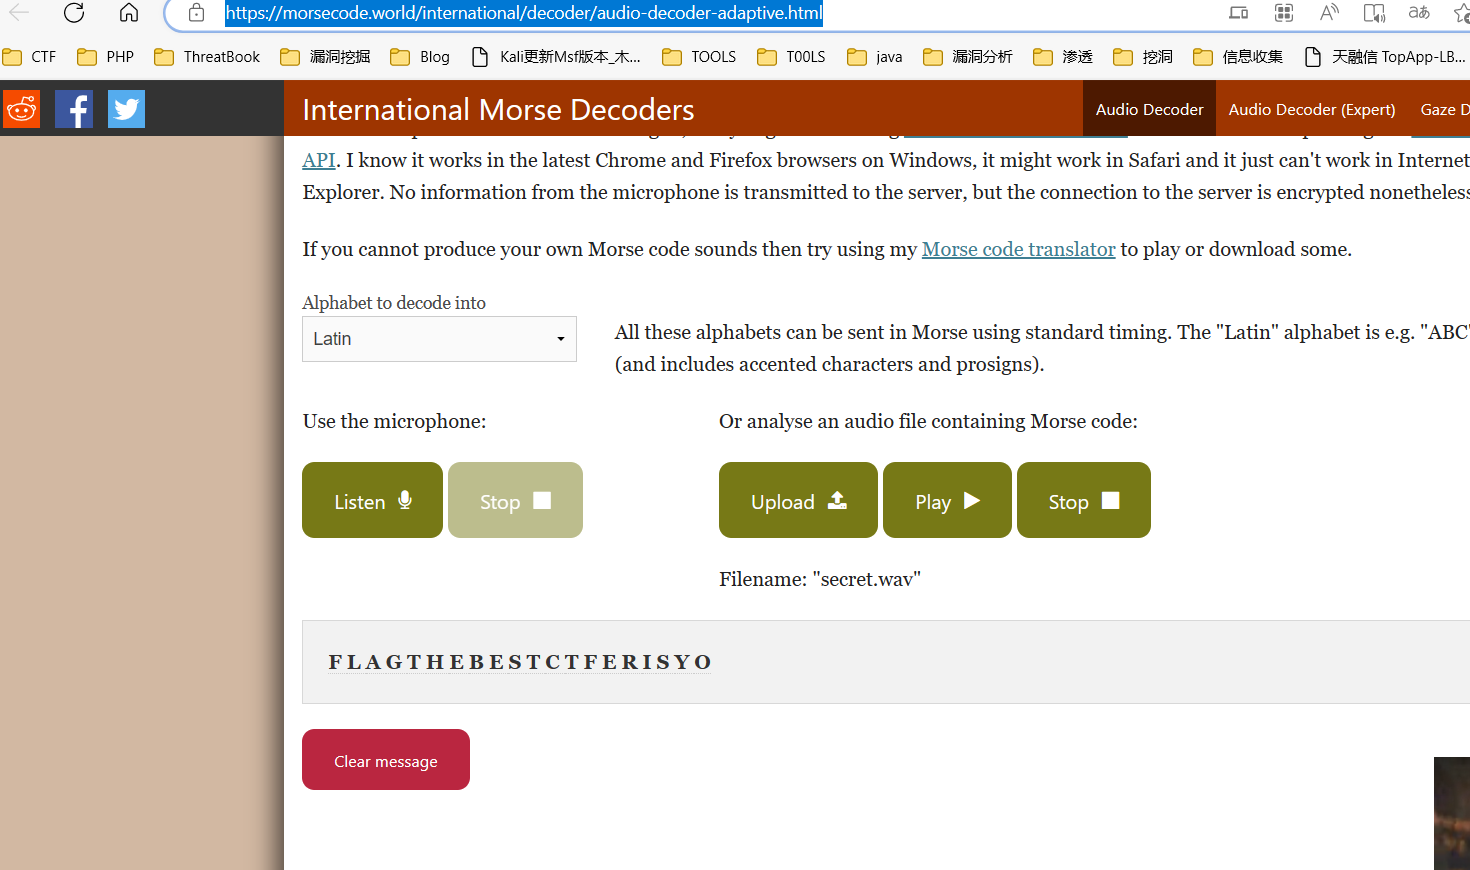 https://morsecode.world/international/decoder/audio-decoder-adaptive.html
CTF PHP ThreatBook 漏洞挖掘 Blog Kali更新Msf版本_木... TOOLS T00LS java 漏洞分析 渗透 挖洞 信息收集 天融信 TopApp-LB...
International Morse Decoders Audio Decoder Audio Decoder (Expert) Gaze D
API. I know it works in the latest Chrome and Firefox browsers on Windows, it might work in Safari and it just can't work in Internet
Explorer. No information from the microphone is transmitted to the server, but the connection to the server is encrypted nonetheless
If you cannot produce your own Morse code sounds then try using my Morse code translator to play or download some.
Alphabet to decode into
Latin
All these alphabets can be sent in Morse using standard timing. The "Latin" alphabet is e.g. "ABC"
(and includes accented characters and prosigns).
Use the microphone:
Or analyse an audio file containing Morse code:
Listen Stop Upload Play Stop
Filename: "secret.wav"
F L A G T H E B E S T C T F E R I S Y O
Clear message